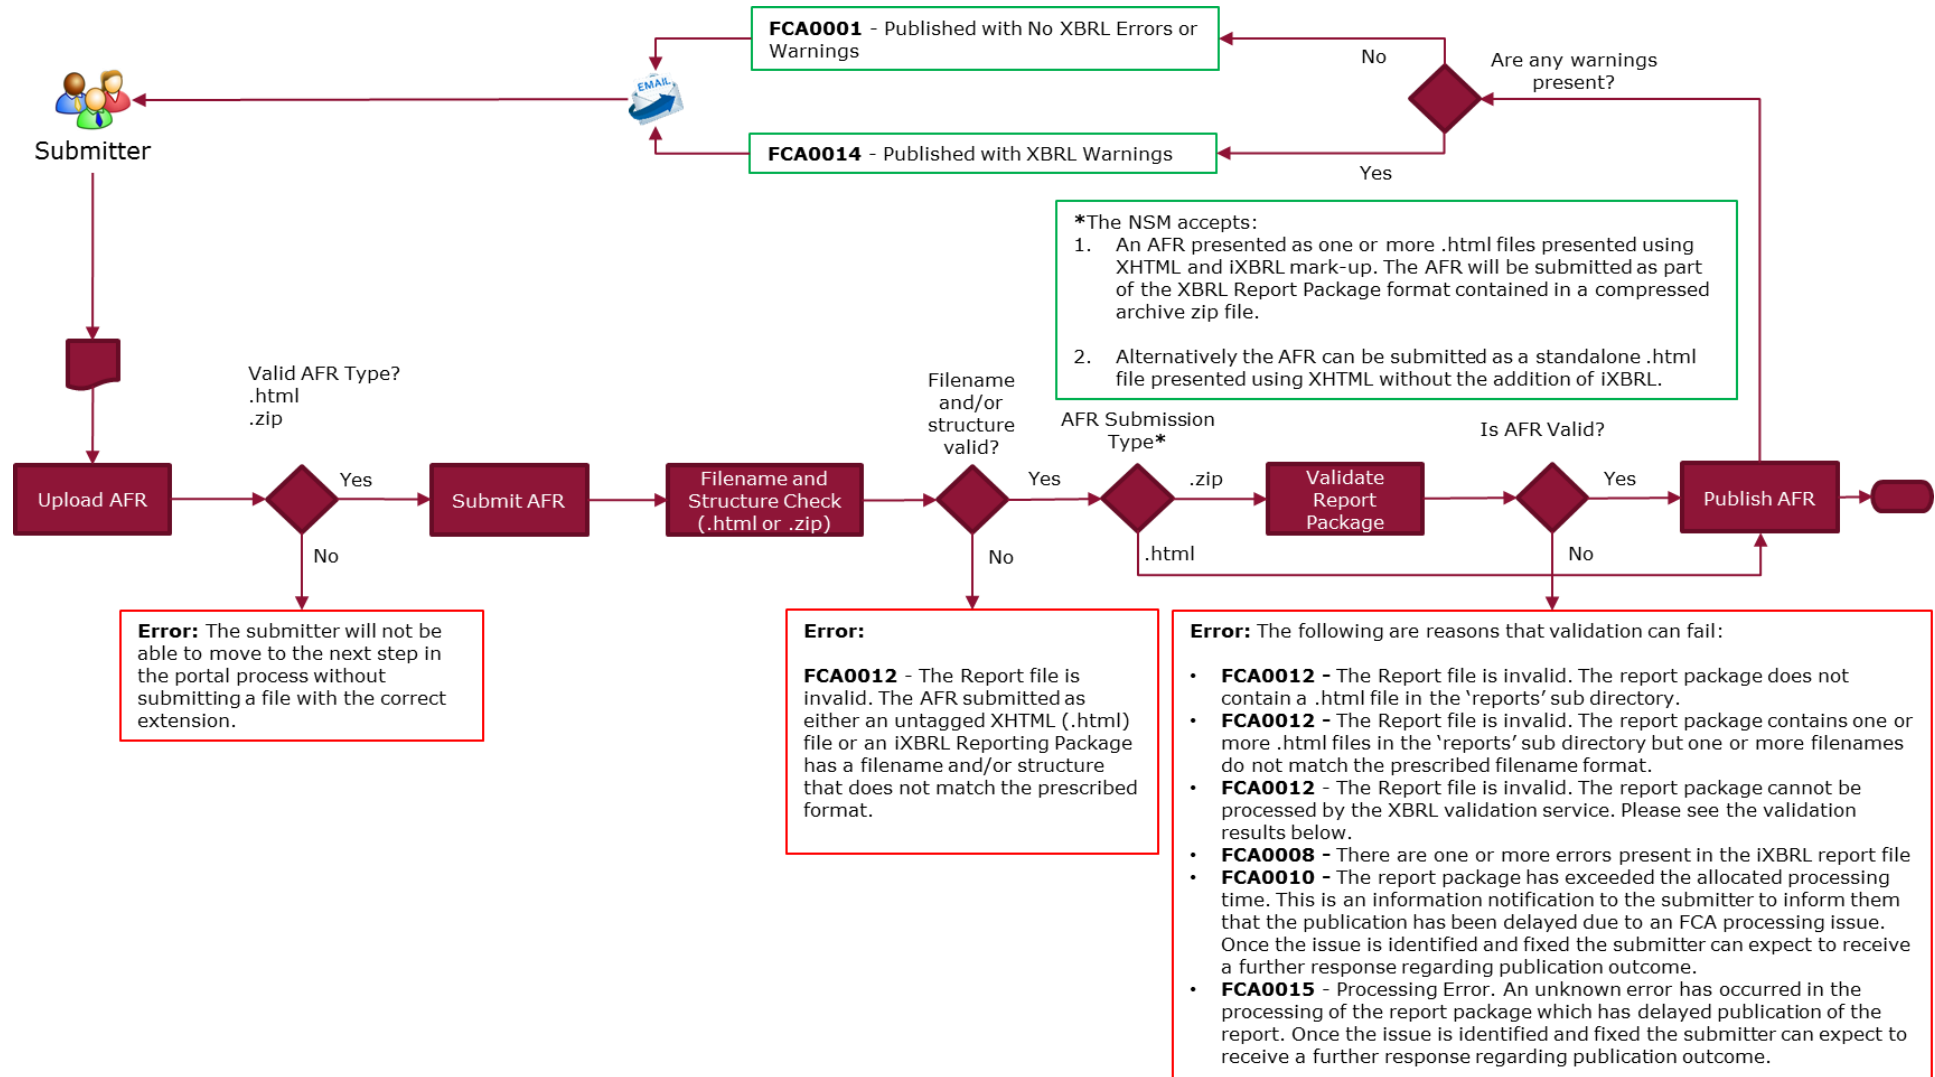 FCA0001 - Published with No XBRL Errors or
Warnings
No
Are any warnings
present?
EMAIL
Submitter
FCA0014 - Published with XBRL Warnings
Yes
*The NSM accepts:
1. An AFR presented as one or more .html files presented using
XHTML and iXBRL mark-up. The AFR will be submitted as part
of the XBRL Report Package format contained in a compressed
archive zip file.
2. Alternatively the AFR can be submitted as a standalone .html
file presented using XHTML without the addition of iXBRL.
Valid AFR Type?
.html
.zip
Filename
and/or
structure
valid?
AFR Submission
Type*
Is AFR Valid?
Upload AFR
Yes
Submit AFR
Filename and
Structure Check
(.html or .zip)
Yes
.zip
Validate
Report
Package
Yes
Publish AFR
No
No
.html
No
Error: The submitter will not be
able to move to the next step in
the portal process without
submitting a file with the correct
extension.
Error:
FCA0012 - The Report file is
invalid. The AFR submitted as
either an untagged XHTML (.html)
file or an iXBRL Reporting Package
has a filename and/or structure
that does not match the prescribed
format.
Error: The following are reasons that validation can fail:
• FCA0012 - The Report file is invalid. The report package does not
contain a .html file in the ‘reports’ sub directory.
• FCA0012 - The Report file is invalid. The report package contains one or
more .html files in the ‘reports’ sub directory but one or more filenames
do not match the prescribed filename format.
• FCA0012 - The Report file is invalid. The report package cannot be
processed by the XBRL validation service. Please see the validation
results below.
• FCA0008 - There are one or more errors present in the iXBRL report file
• FCA0010 - The report package has exceeded the allocated processing
time. This is an information notification to the submitter to inform them
that the publication has been delayed due to an FCA processing issue.
Once the issue is identified and fixed the submitter can expect to receive
a further response regarding publication outcome.
• FCA0015 - Processing Error. An unknown error has occurred in the
processing of the report package which has delayed publication of the
report. Once the issue is identified and fixed the submitter can expect to
receive a further response regarding publication outcome.